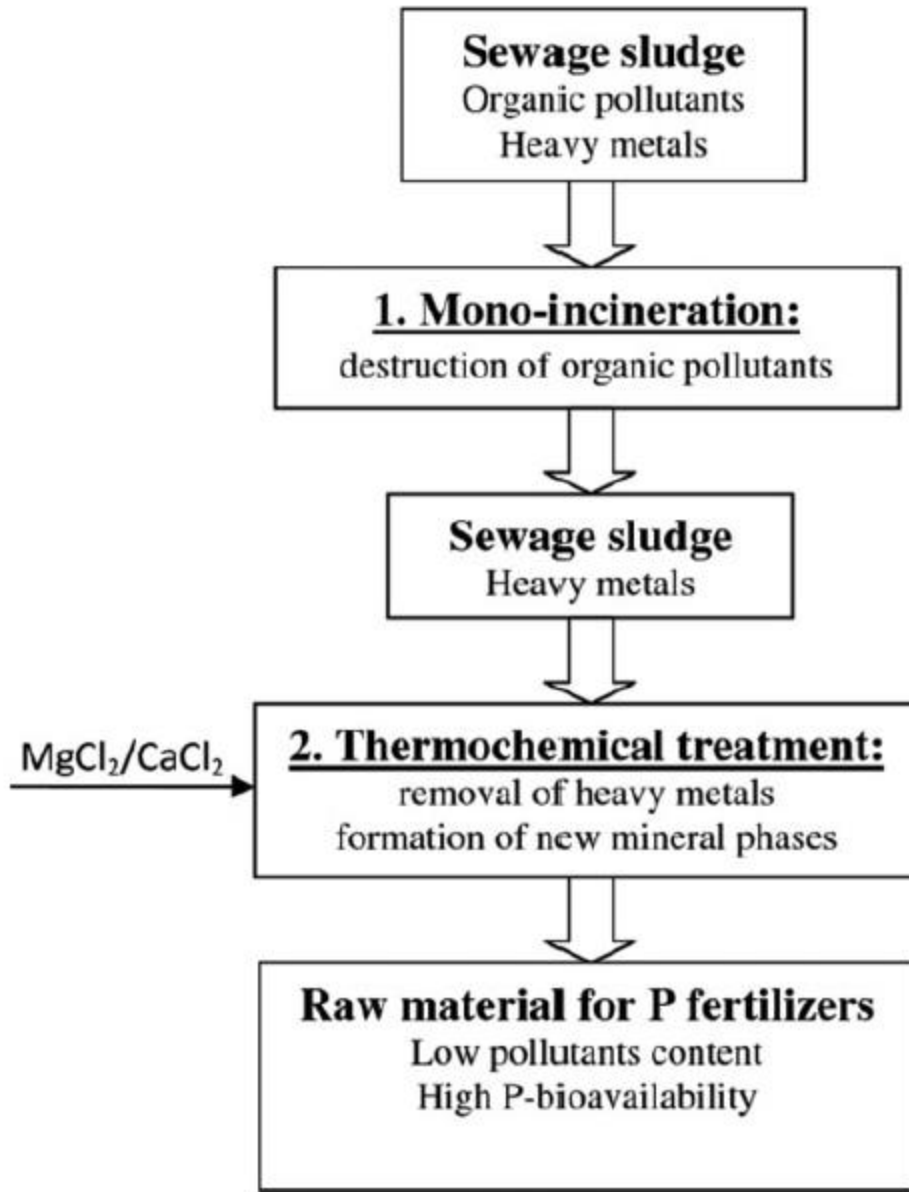 Sewage sludge
Organic pollutants
Heavy metals
1. Mono-incineration:
destruction of organic pollutants
Sewage sludge
Heavy metals
MgCl₂/CaCl₂
2. Thermochemical treatment:
removal of heavy metals
formation of new mineral phases
Raw material for P fertilizers
Low pollutants content
High P-bioavailability